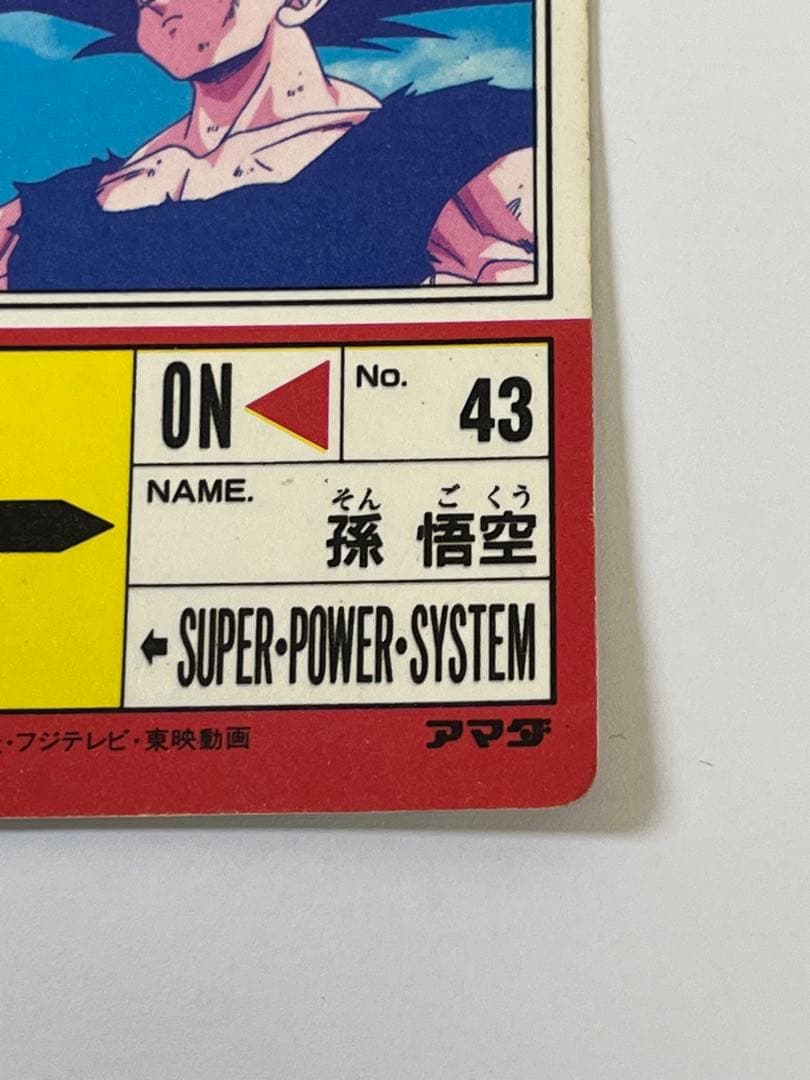 ON
No.
43
NAME.
そん ごくう
孫 悟空
SUPER・POWER・SYSTEM
・フジテレビ・東映動画
アマダ